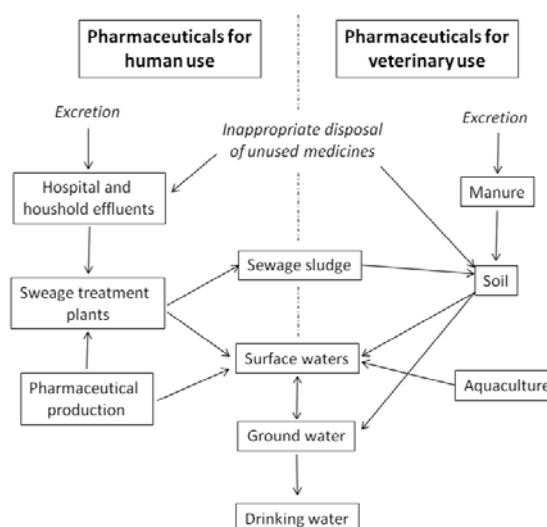 Pharmaceuticals for
human use
Pharmaceuticals for
veterinary use
Excretion
Inappropriate disposal
of unused medicines
Excretion
Hospital and
houshold effluents
Manure
Sewage sludge
Soil
Sweage treatment
plants
Surface waters
Pharmaceutical
production
Aquaculture
Ground water
Drinking water